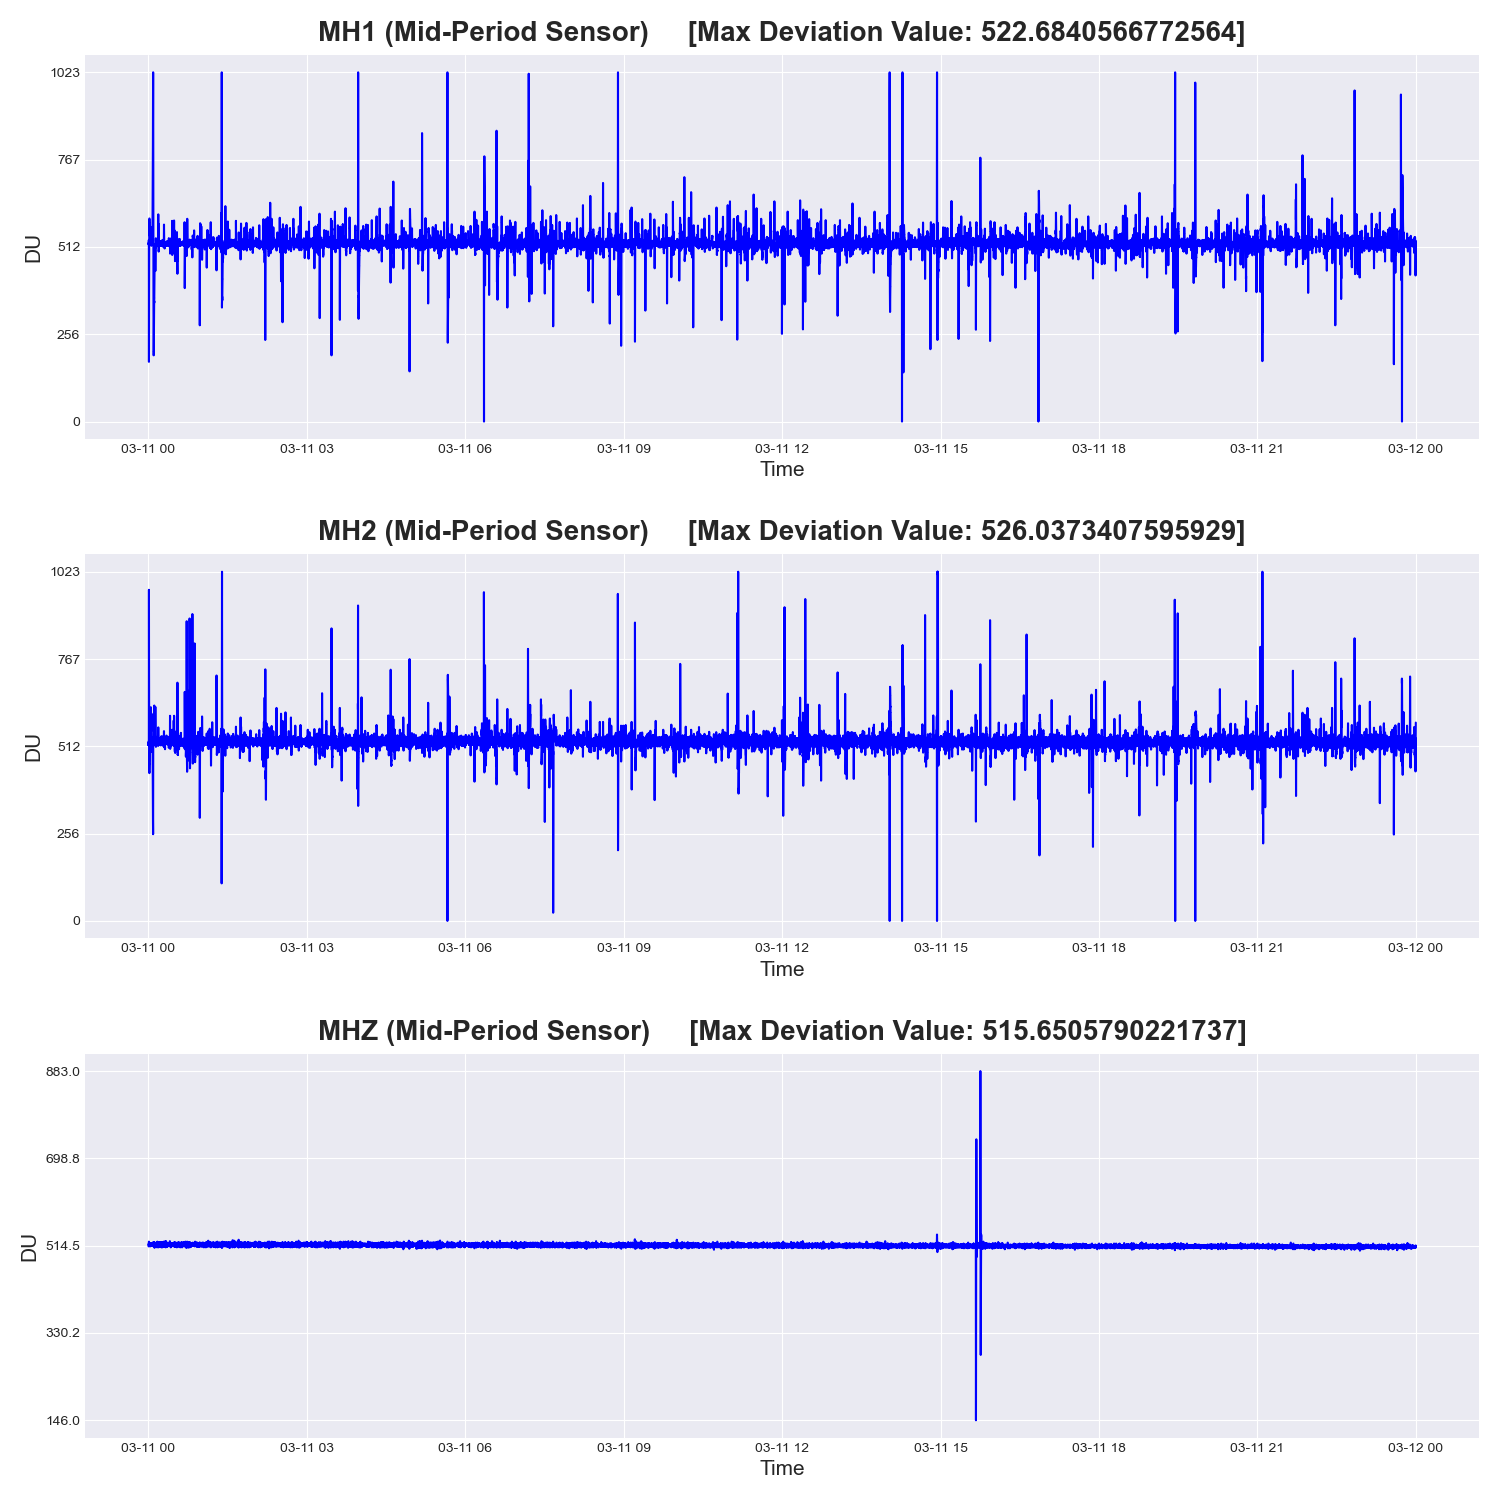 MH1 (Mid-Period Sensor)     [Max Deviation Value: 522.6840566772564]
1023
767
512
256
0
DU
03-11 00 03-11 03 03-11 06 03-11 09 03-11 12 03-11 15 03-11 18 03-11 21 03-12 00
Time
MH2 (Mid-Period Sensor)     [Max Deviation Value: 526.0373407595929]
1023
767
512
256
0
DU
03-11 00 03-11 03 03-11 06 03-11 09 03-11 12 03-11 15 03-11 18 03-11 21 03-12 00
Time
MHZ (Mid-Period Sensor)     [Max Deviation Value: 515.6505790221737]
883.0
698.8
514.5
330.2
146.0
DU
03-11 00 03-11 03 03-11 06 03-11 09 03-11 12 03-11 15 03-11 18 03-11 21 03-12 00
Time